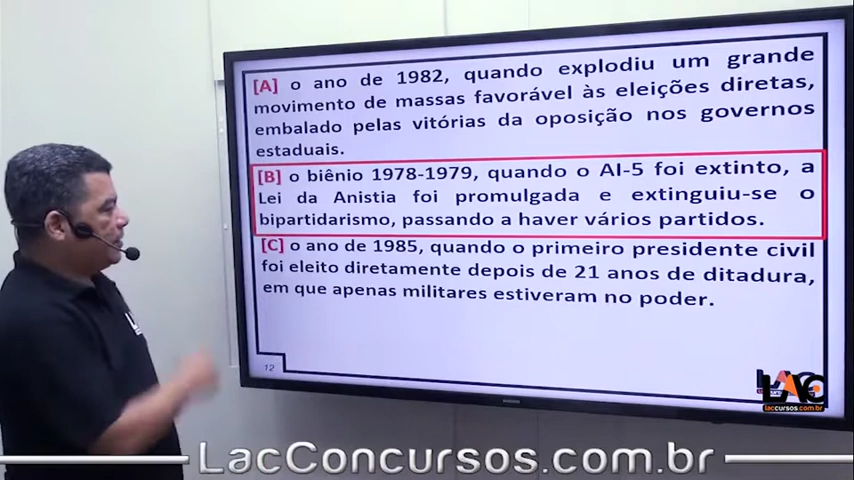 [A] o ano de 1982, quando explodiu um grande
movimento de massas favorável às eleições diretas,
embalado pelas vitórias da oposição nos governos
estaduais.
[B] o biênio 1978-1979, quando o AI-5 foi extinto, a
Lei da Anistia foi promulgada e extinguiu-se o
bipartidarismo, passando a haver vários partidos.
[C] o ano de 1985, quando o primeiro presidente civil
foi eleito diretamente depois de 21 anos de ditadura,
em que apenas militares estiveram no poder.
12
LAC
CONCURSOS
LAC
laccursos.com.br
LacConcursos.com.br